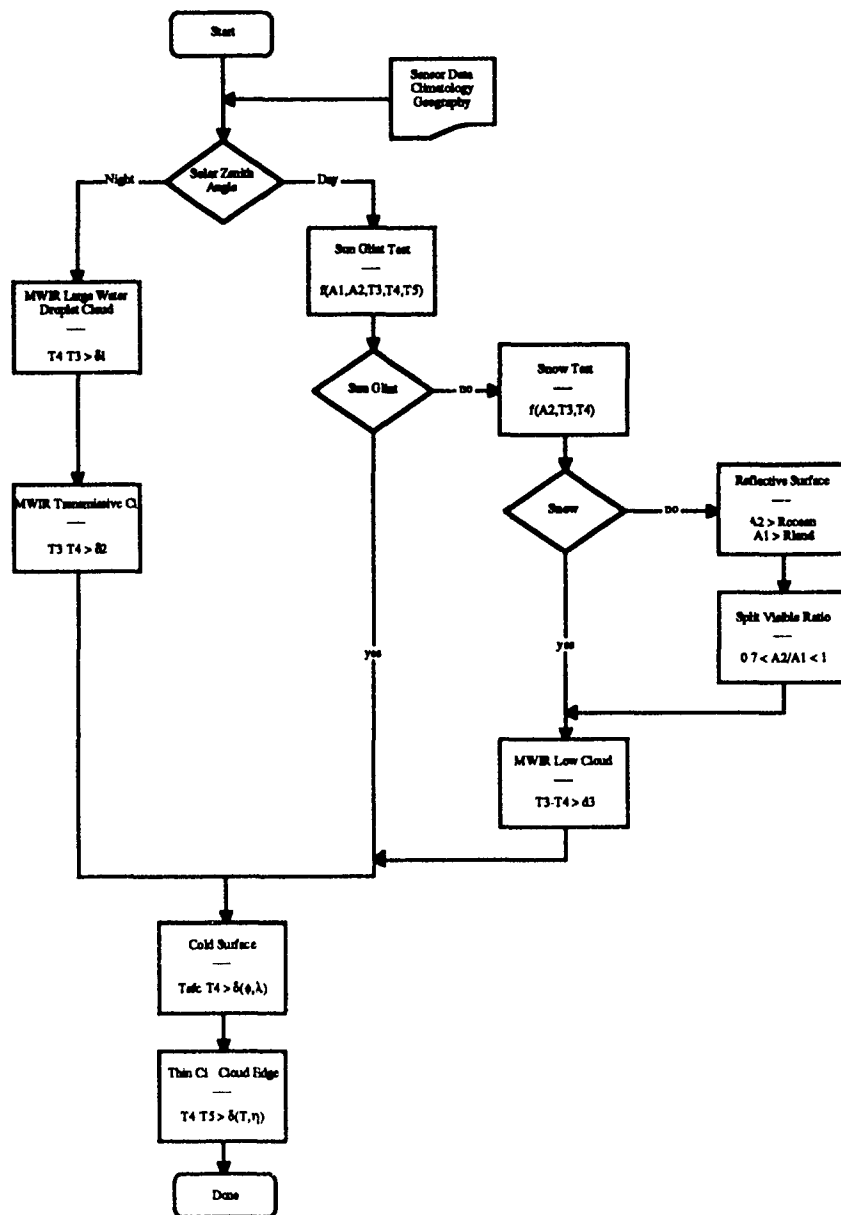 Start
Sensor Data
Climatology
Geography
Solar Zenith
Angle
Night
Day
Sun Glint Test
f(A1,A2,T3,T4,T5)
MWIR Large Water
Droplet Cloud
T4 T3 > δ1
Sun Glint
no
Snow Test
f(A2,T3,T4)
MWIR Transmissive Ci
T3 T4 > δ2
Snow
no
Reflective Surface
A2 > Rocean
A1 > Rland
Split Visible Ratio
0 7 < A2/A1 < 1
yes
yes
MWIR Low Cloud
T3-T4 > d3
Cold Surface
Tsfc T4 > δ(φ,λ)
Thin Ci Cloud Edge
T4 T5 > δ(T,η)
Done